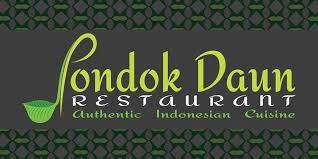 Pondok Daun
RESTAURANT
Authentic Indonesian Cuisine